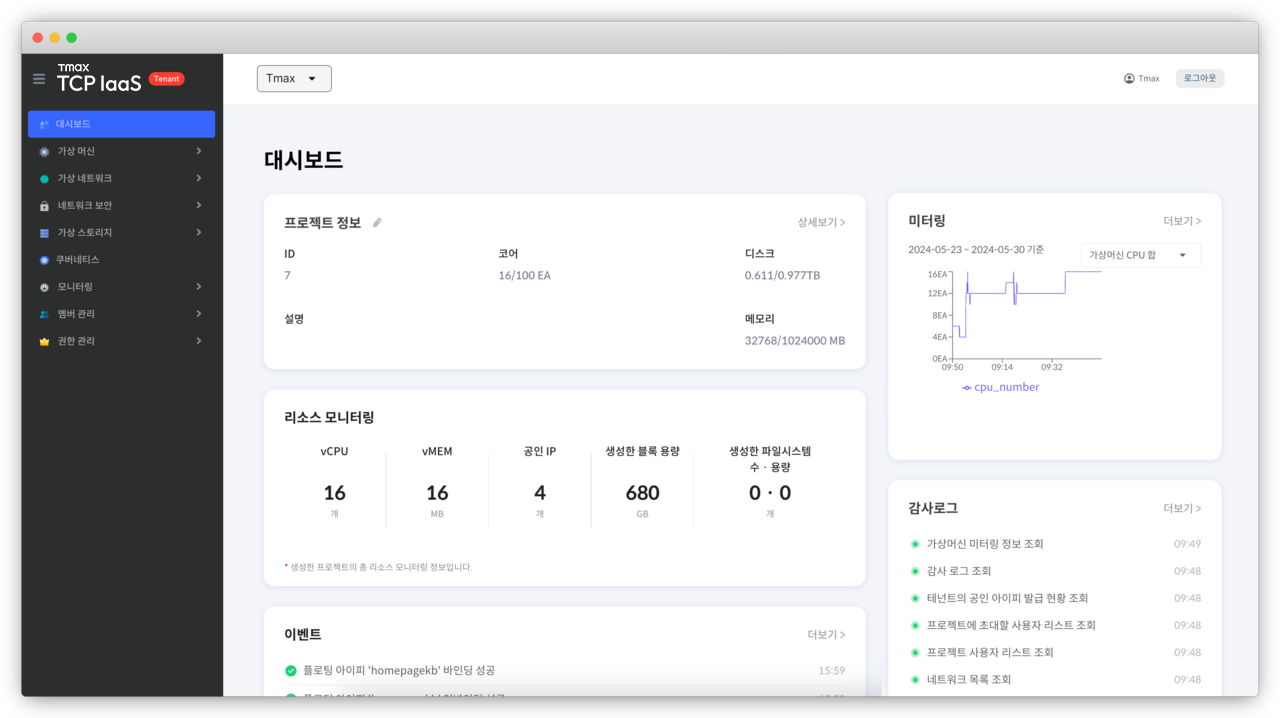 Tmax
TCP IaaS
Tenant
대시보드
가상 머신
가상 네트워크
네트워크 보안
가상 스토리지
쿠버네티스
모니터링
멤버 관리
권한 관리
Tmax
Tmax
로그아웃
대시보드
프로젝트 정보
상세보기 >
ID
코어
디스크
7
16/100 EA
0.611/0.977TB
설명
메모리
32768/1024000 MB
리소스 모니터링
vCPU
vMEM
공인 IP
생성한 블록 용량
생성한 파일시스템
수 · 용량
16
16
4
680
0 · 0
개
MB
개
GB
개
* 생성한 프로젝트의 총 리소스 모니터링 정보입니다.
이벤트
더보기 >
플로팅 아이피 'homepagekb' 바인딩 성공
15:59
미터링
더보기 >
2024-05-23 ~ 2024-05-30 기준
가상머신 CPU 합
16EA
12EA
8EA
4EA
0EA
09:50
09:14
09:32
cpu_number
감사로그
더보기 >
가상머신 미터링 정보 조회
09:49
감사 로그 조회
09:48
테넌트의 공인 아이피 발급 현황 조회
09:48
프로젝트에 초대할 사용자 리스트 조회
09:48
프로젝트 사용자 리스트 조회
09:48
네트워크 목록 조회
09:48